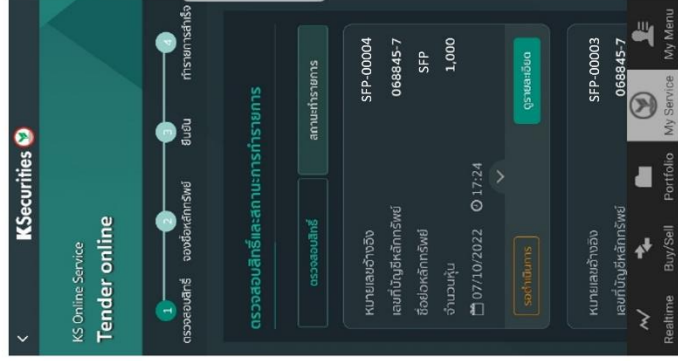 KSecurities
KS Online Service
Tender online
1 2 3 4
ตรวจสอบสิทธิ์ จองซื้อหลักทรัพย์ ยืนยัน ทำรายการสำเร็จ
ตรวจสอบสิทธิ์และสถานะการทำรายการ
ตรวจสอบสิทธิ์ สถานะทำรายการ
หมายเลขอ้างอิง SFP-00004
เลขที่บัญชีหลักทรัพย์ 068845-7
ชื่อย่อหลักทรัพย์ SFP
จำนวนหุ้น 1,000
07/10/2022 17:24
รอดำเนินการ ดูรายละเอียด
หมายเลขอ้างอิง SFP-00003
เลขที่บัญชีหลักทรัพย์ 068845-7
Realtime Buy/Sell Portfolio My Service My Menu